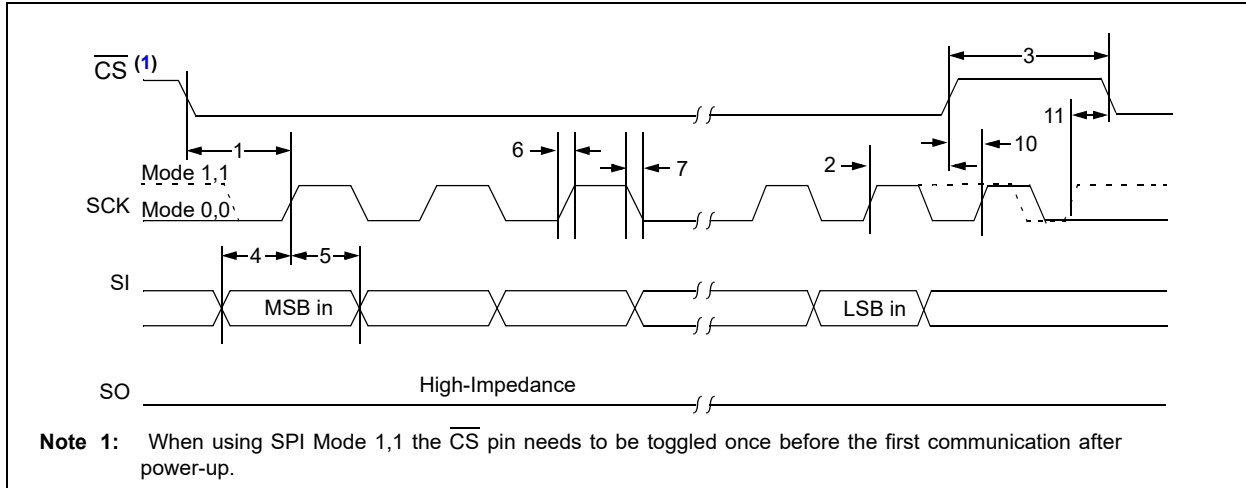 CS (1)
3
11
1
6
7
2
10
Mode 1,1
SCK
Mode 0,0
4
5
SI
MSB in
LSB in
SO
High-Impedance
Note 1: When using SPI Mode 1,1 the CS pin needs to be toggled once before the first communication after
power-up.